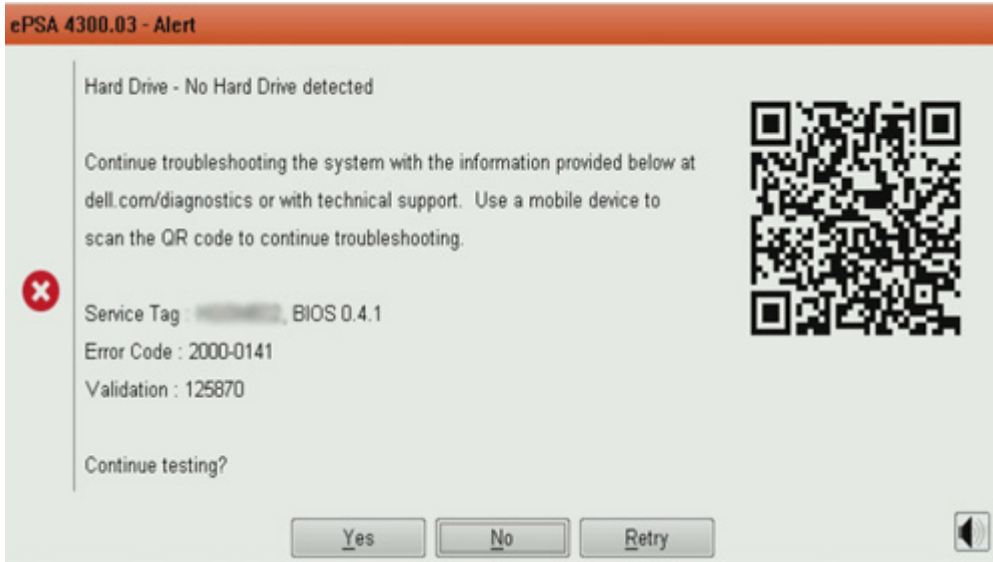 ePSA 4300.03 - Alert
Hard Drive - No Hard Drive detected
Continue troubleshooting the system with the information provided below at
dell.com/diagnostics or with technical support. Use a mobile device to
scan the QR code to continue troubleshooting.
Service Tag : , BIOS 0.4.1
Error Code : 2000-0141
Validation : 125870
Continue testing?
Yes No Retry